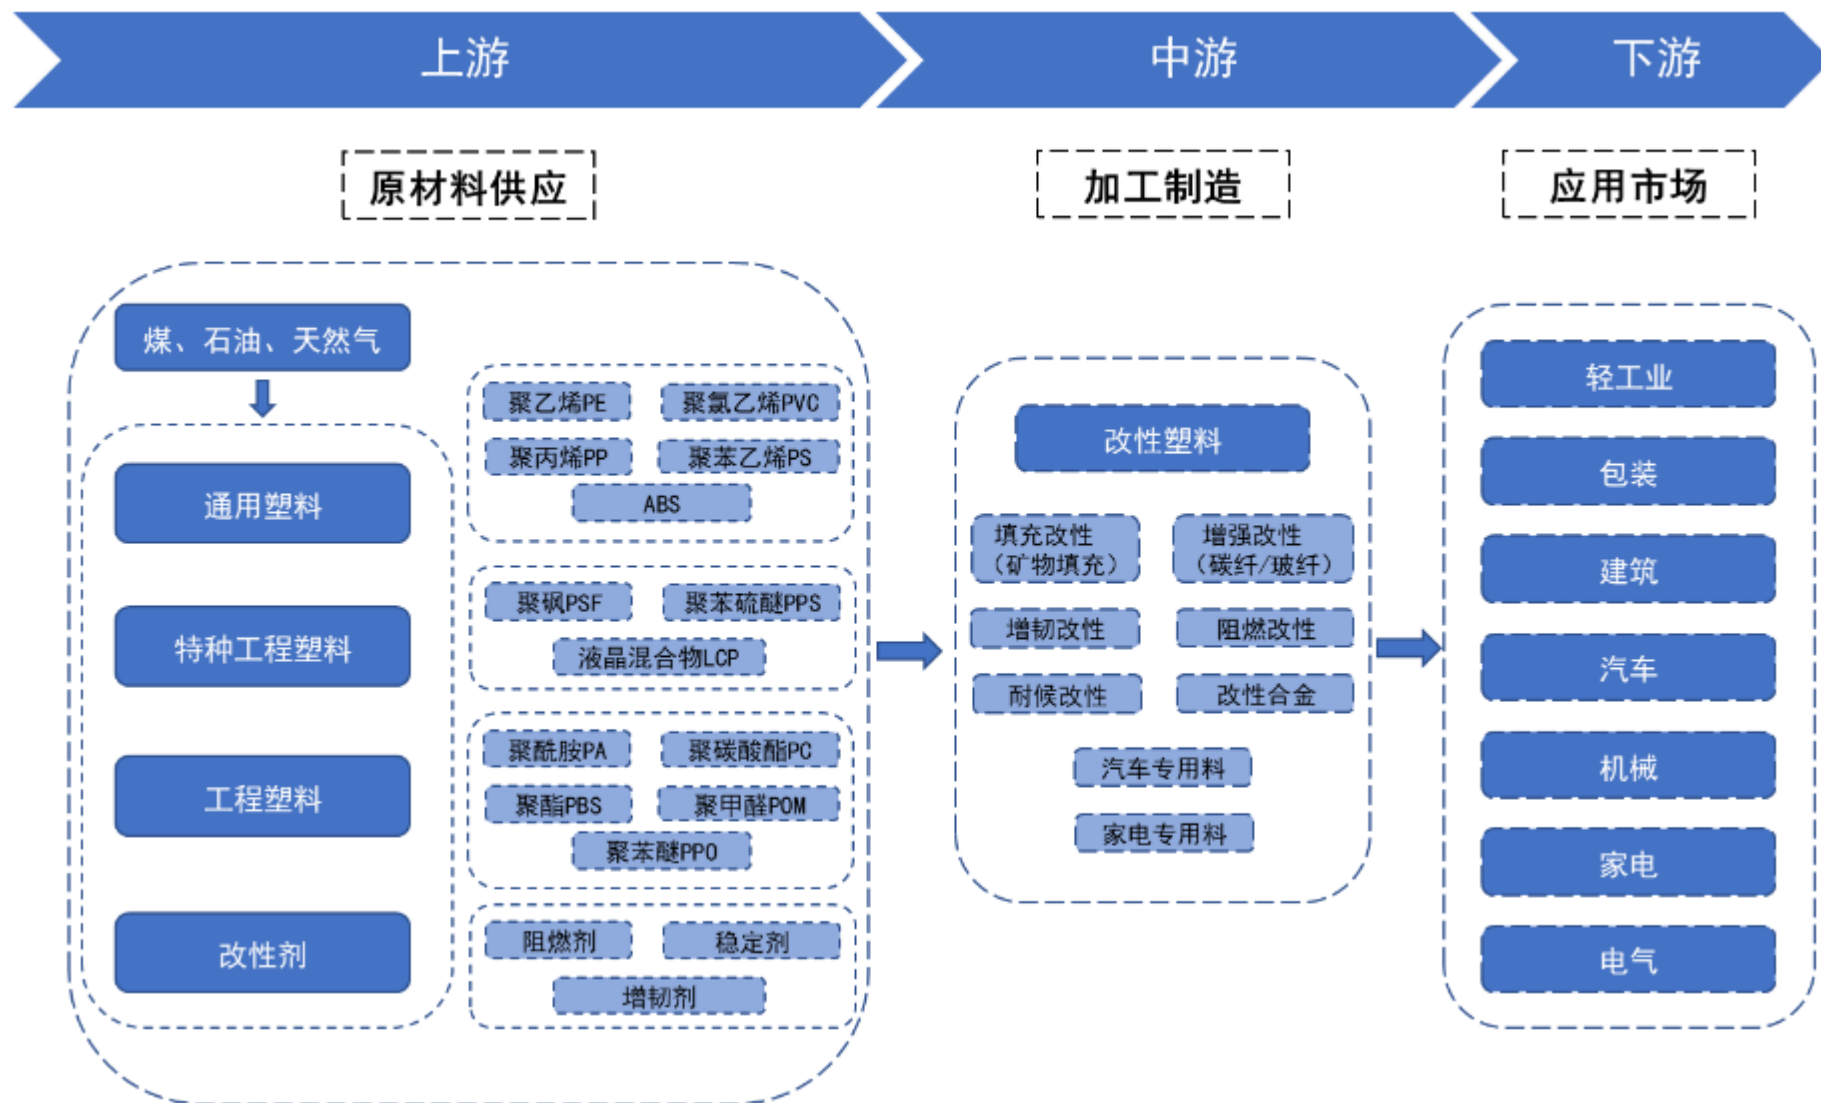 上游
中游
下游
原材料供应
加工制造
应用市场
煤、石油、天然气
通用塑料
特种工程塑料
工程塑料
改性剂
聚乙烯PE
聚氯乙烯PVC
聚丙烯PP
聚苯乙烯PS
ABS
聚砜PSF
聚苯硫醚PPS
液晶混合物LCP
聚酰胺PA
聚碳酸酯PC
聚酯PBS
聚甲醛POM
聚苯醚PPO
阻燃剂
稳定剂
增韧剂
改性塑料
填充改性
（矿物填充）
增强改性
（碳纤/玻纤）
增韧改性
阻燃改性
耐候改性
改性合金
汽车专用料
家电专用料
轻工业
包装
建筑
汽车
机械
家电
电气